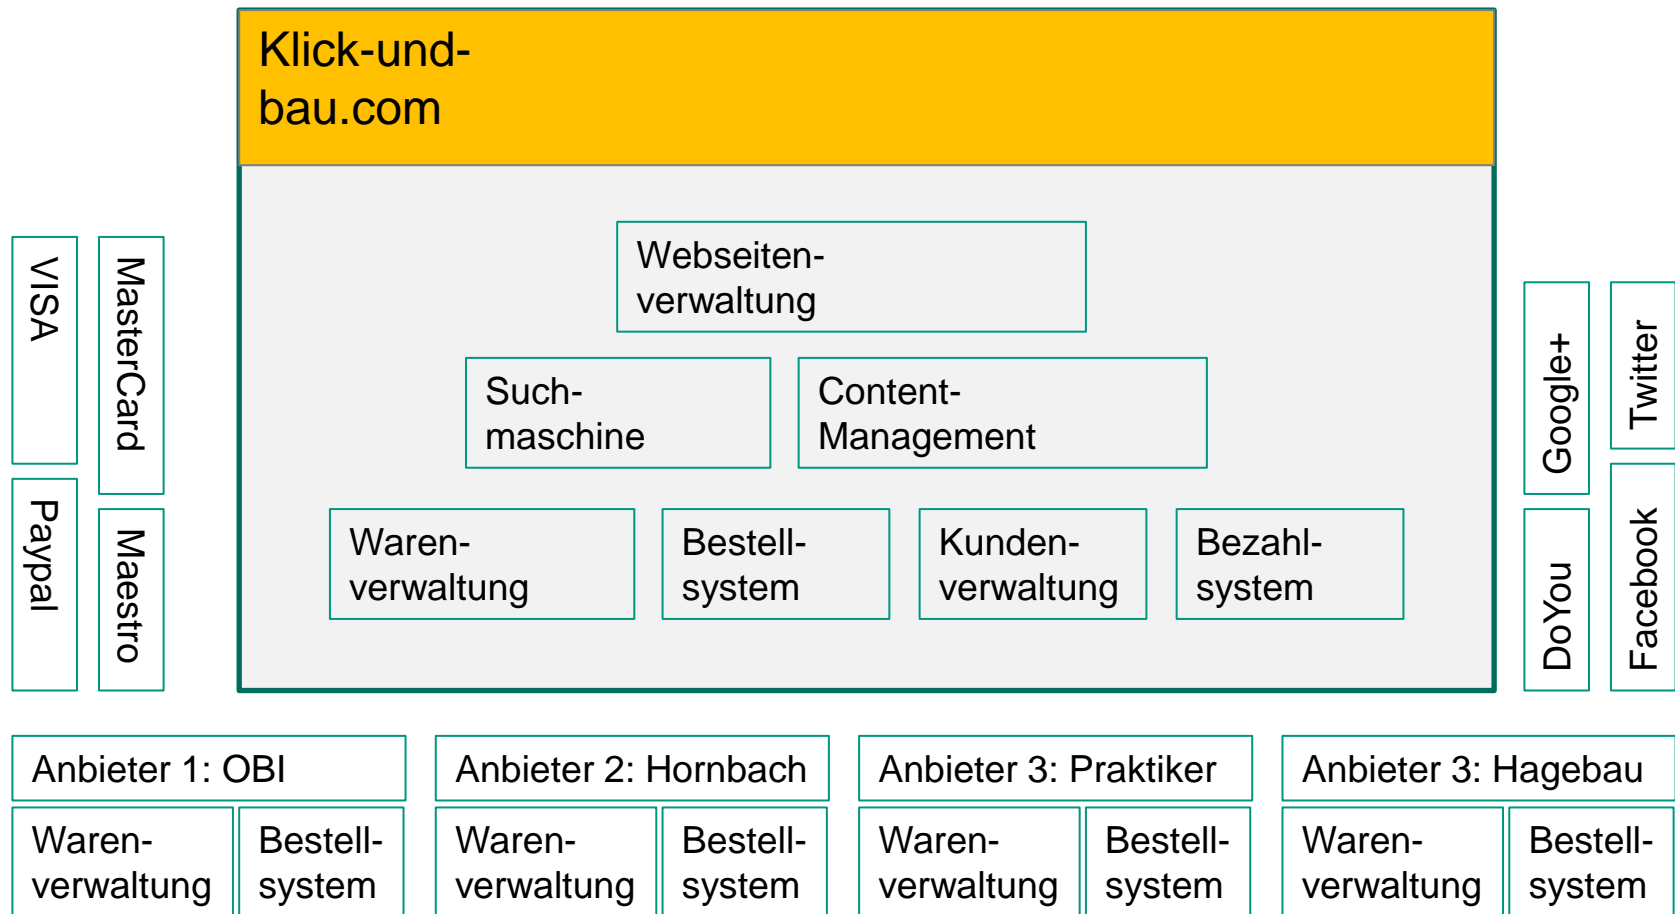 Klick-und-
bau.com
Webseiten-
verwaltung
Such-
maschine
Content-
Management
Waren-
verwaltung
Bestell-
system
Kunden-
verwaltung
Bezahl-
system
VISA
MasterCard
Paypal
Maestro
Google+
Twitter
DoYou
Facebook
Anbieter 1: OBI
Waren-
verwaltung
Bestell-
system
Anbieter 2: Hornbach
Waren-
verwaltung
Bestell-
system
Anbieter 3: Praktiker
Waren-
verwaltung
Bestell-
system
Anbieter 3: Hagebau
Waren-
verwaltung
Bestell-
system